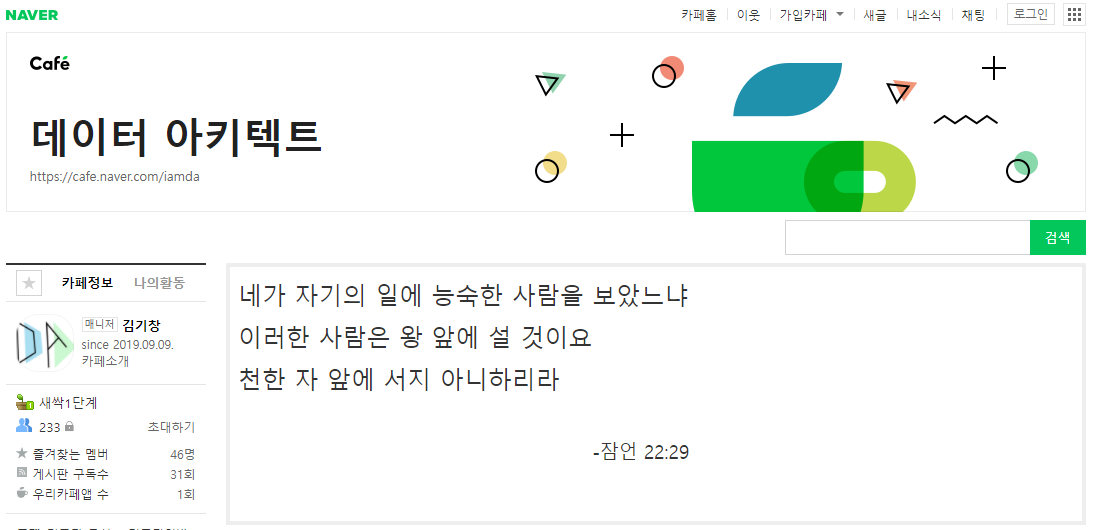 NAVER
카페홈 이웃 가입카페 새글 내소식 채팅 로그인
Café
데이터 아키텍트
https://cafe.naver.com/iamda
검색
카페정보 나의활동
매니저 김기창
since 2019.09.09.
카페소개
새싹1단계
233 초대하기
즐겨찾는 멤버 46명
게시판 구독수 31회
우리카페앱 수 1회
네가 자기의 일에 능숙한 사람을 보았느냐
이러한 사람은 왕 앞에 설 것이요
천한 자 앞에 서지 아니하리라
-잠언 22:29